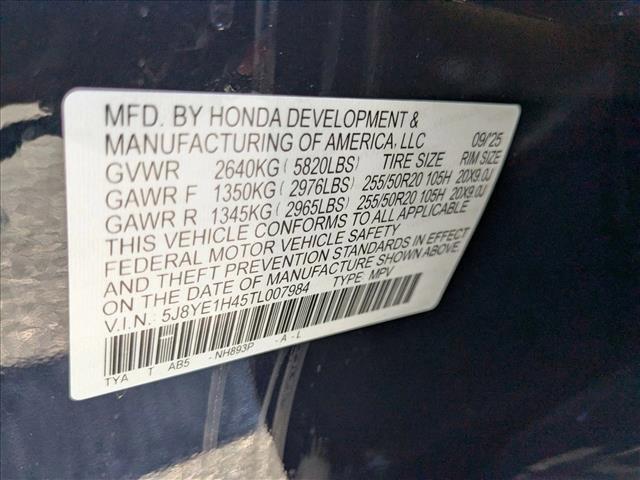 MFD. BY HONDA DEVELOPMENT &
MANUFACTURING OF AMERICA, LLC 09/25
GVWR 2640KG ( 5820LBS) TIRE SIZE RIM SIZE
GAWR F 1350KG ( 2976LBS) 255/50R20 105H 20X9.0J
GAWR R 1345KG ( 2965LBS) 255/50R20 105H 20X9.0J
THIS VEHICLE CONFORMS TO ALL APPLICABLE
FEDERAL MOTOR VEHICLE SAFETY
AND THEFT PREVENTION STANDARDS IN EFFECT
ON THE DATE OF MANUFACTURE SHOWN ABOVE.
V.I.N.: 5J8YE1H45TL007984 TYPE: MPV
TYA T AB5 -NH893P -A -L